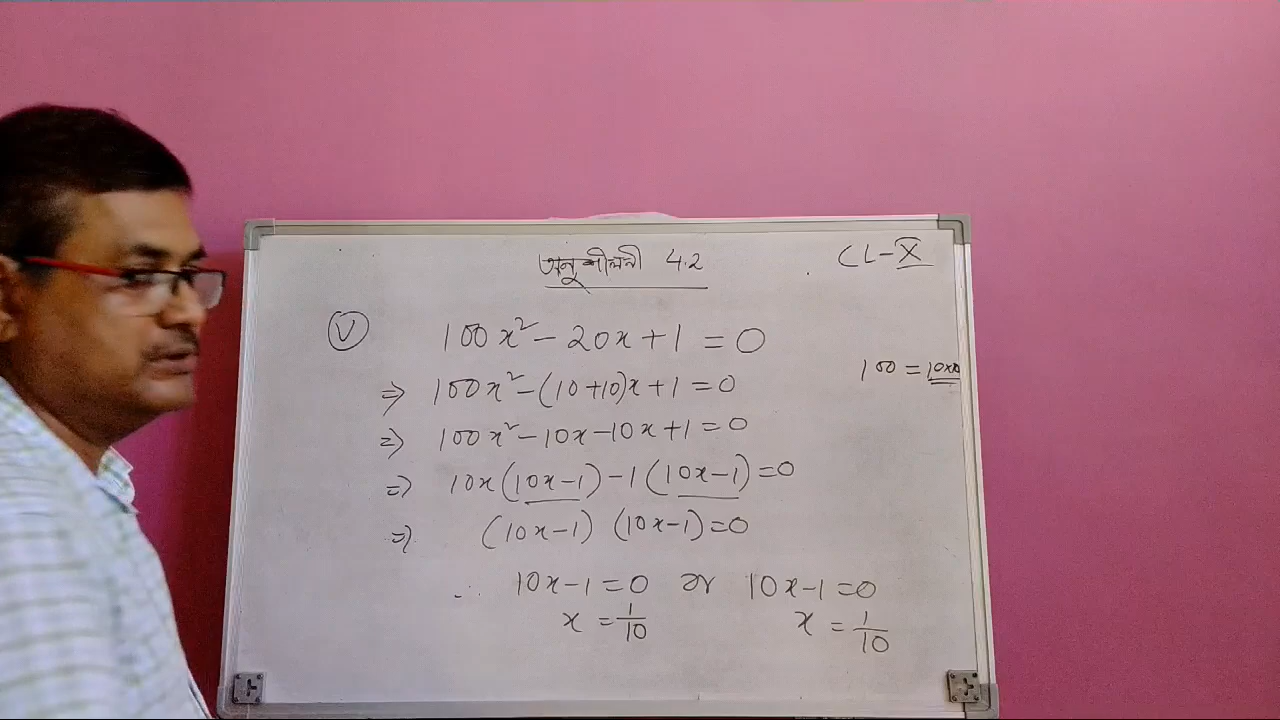 অনুশীলনী 4.2
CL-X
(V) 100x² - 20x + 1 = 0
100 = 10x10
⇒ 100x² - (10+10)x + 1 = 0
⇒ 100x² - 10x - 10x + 1 = 0
⇒ 10x(10x-1) - 1(10x-1) = 0
⇒ (10x-1) (10x-1) = 0
∴ 10x-1 = 0 or 10x-1 = 0
x = 1/10 x = 1/10